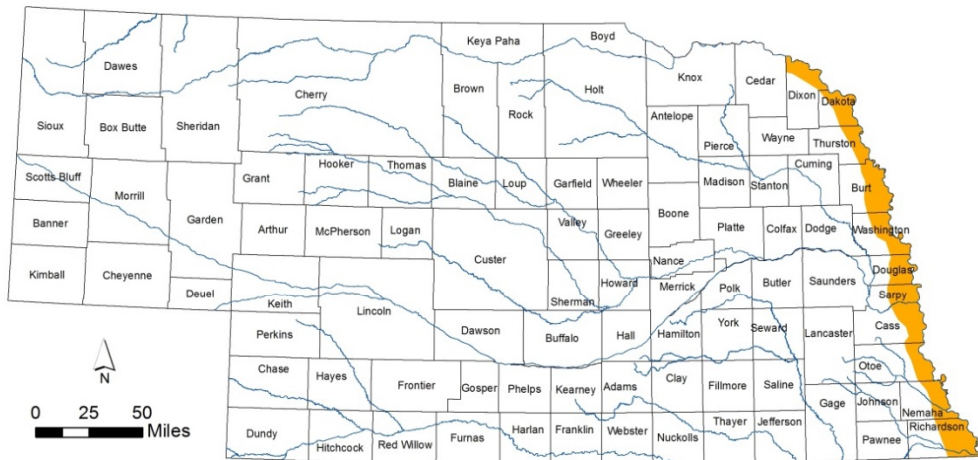 Keya Paha
Boyd
Dawes
Cherry
Brown
Rock
Holt
Knox
Cedar
Dixon
Dakota
Sioux
Box Butte
Sheridan
Antelope
Pierce
Wayne
Thurston
Scotts Bluff
Morrill
Grant
Hooker
Thomas
Blaine
Loup
Garfield
Wheeler
Madison
Stanton
Cuming
Burt
Banner
Garden
Arthur
McPherson
Logan
Custer
Valley
Greeley
Boone
Platte
Colfax
Dodge
Washington
Kimball
Cheyenne
Deuel
Keith
Lincoln
Sherman
Howard
Nance
Merrick
Polk
Butler
Saunders
Douglas
Sarpy
Perkins
Dawson
Buffalo
Hall
Hamilton
York
Seward
Lancaster
Cass
Otoe
Chase
Hayes
Frontier
Gosper
Phelps
Kearney
Adams
Clay
Fillmore
Saline
Gage
Johnson
Nemaha
Dundy
Hitchcock
Red Willow
Furnas
Harlan
Franklin
Webster
Nuckolls
Thayer
Jefferson
Pawnee
Richardson
N
0 25 50
Miles